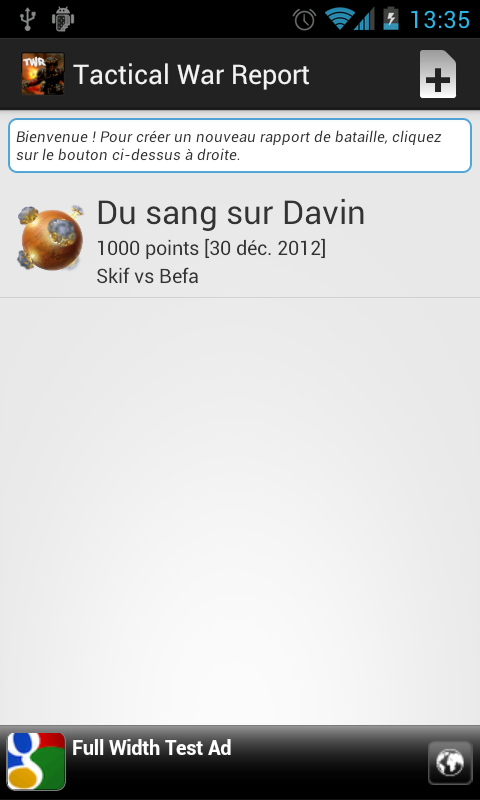 13:35
TWR
Tactical War Report
Bienvenue ! Pour créer un nouveau rapport de bataille, cliquez
sur le bouton ci-dessus à droite.
Du sang sur Davin
1000 points [30 déc. 2012]
Skif vs Befa
Full Width Test Ad